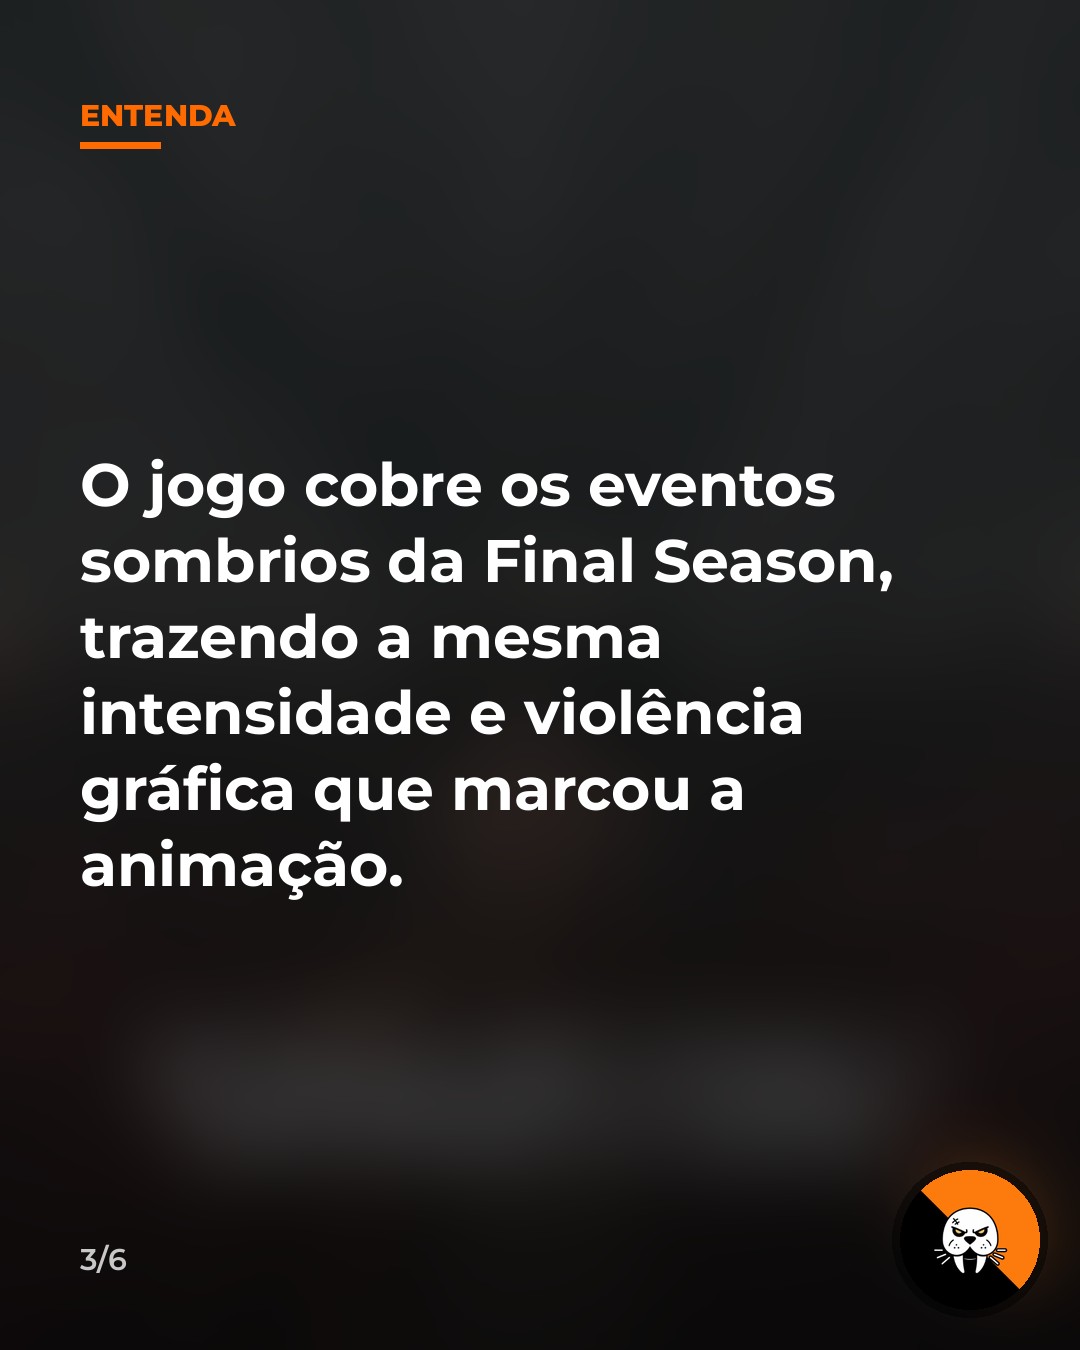 ENTENDA
O jogo cobre os eventos
sombrios da Final Season,
trazendo a mesma
intensidade e violência
gráfica que marcou a
animação.
3/6